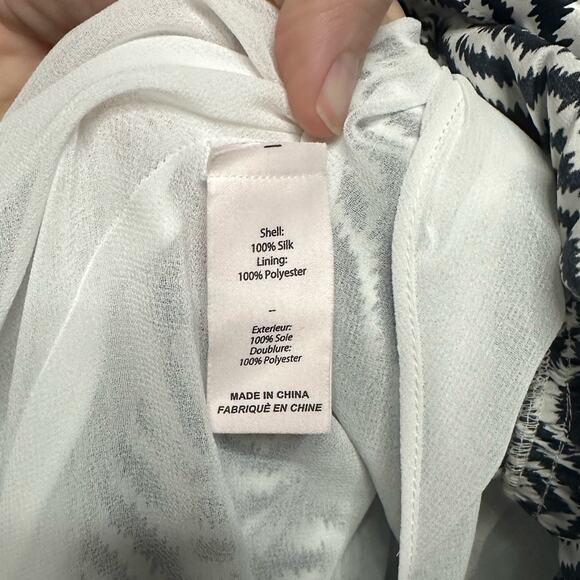 Shell:
100% Silk
Lining:
100% Polyester
–
Exterieur:
100% Soie
Doublure:
100% Polyester
MADE IN CHINA
FABRIQUÈ EN CHINE